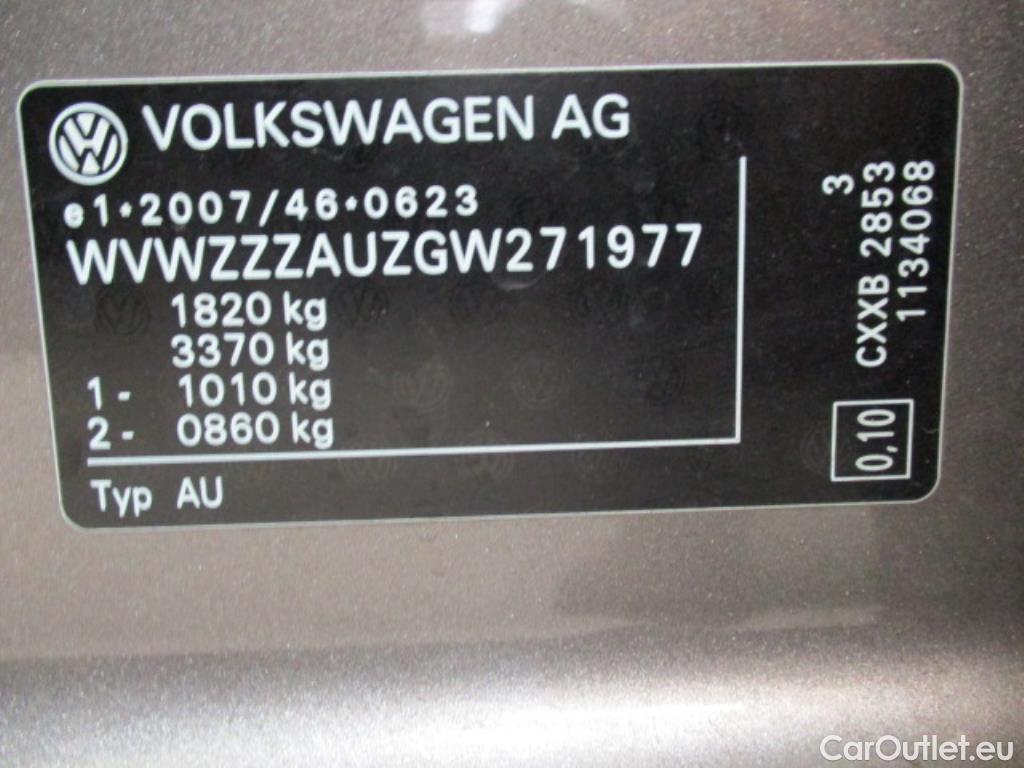 VOLKSWAGEN AG
e1*2007/46*0623
WVWZZZAUZGW271977
1820 kg
3370 kg
1- 1010 kg
2- 0860 kg
Typ AU
3
CXXB 2853
1134068
0,10
CarOutlet.eu